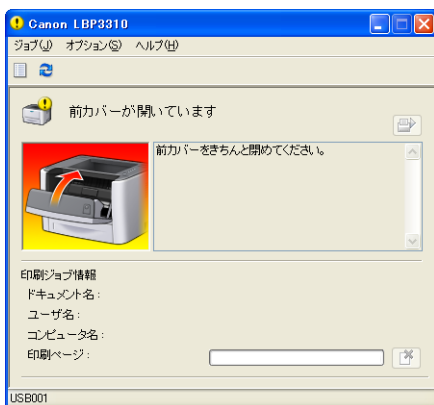 Canon LBP3310
ジョブ(J) オプション(S) ヘルプ(H)
前カバーが開いています
前カバーをきちんと閉めてください。
印刷ジョブ情報
ドキュメント名:
ユーザ名:
コンピュータ名:
印刷ページ:
USB001